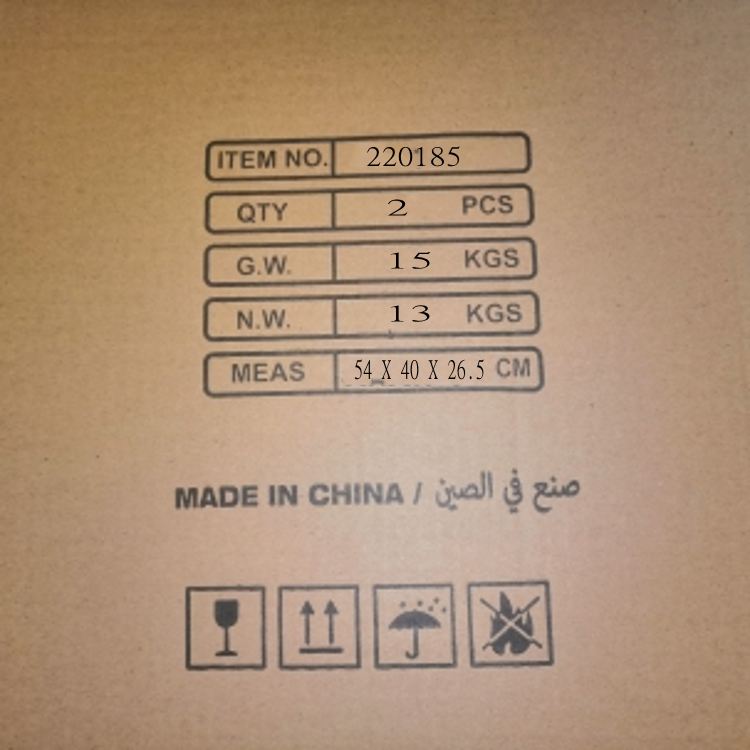 ITEM NO. 220185
QTY 2 PCS
G.W. 15 KGS
N.W. 13 KGS
MEAS 54 X 40 X 26.5 CM
MADE IN CHINA / صنع في الصين